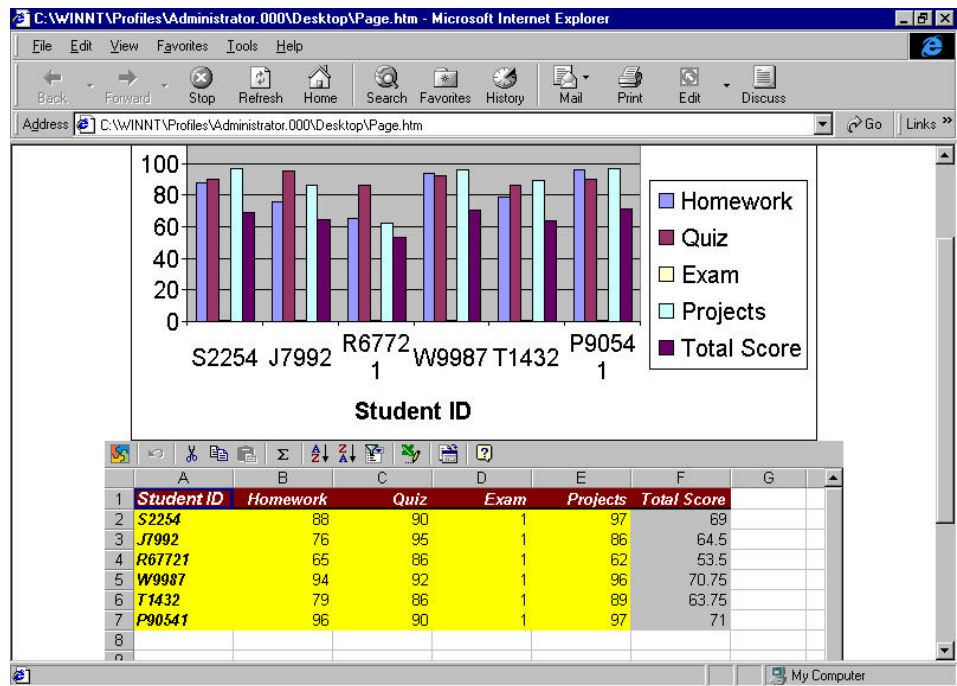 C:\WINNT\Profiles\Administrator.000\Desktop\Page.htm - Microsoft Internet Explorer
File Edit View Favorites Tools Help
Back Forward Stop Refresh Home Search Favorites History Mail Print Edit Discuss
Address C:\WINNT\Profiles\Administrator.000\Desktop\Page.htm Go Links »
100
80
60
40
20
0
S2254 J7992 R67721 W9987 T1432 P90541
Student ID
Homework
Quiz
Exam
Projects
Total Score
A B C D E F G
1 Student ID Homework Quiz Exam Projects Total Score
2 S2254 88 90 1 97 69
3 J7992 76 95 1 86 64.5
4 R67721 65 86 1 62 53.5
5 W9987 94 92 1 96 70.75
6 T1432 79 86 1 89 63.75
7 P90541 96 90 1 97 71
8
My Computer